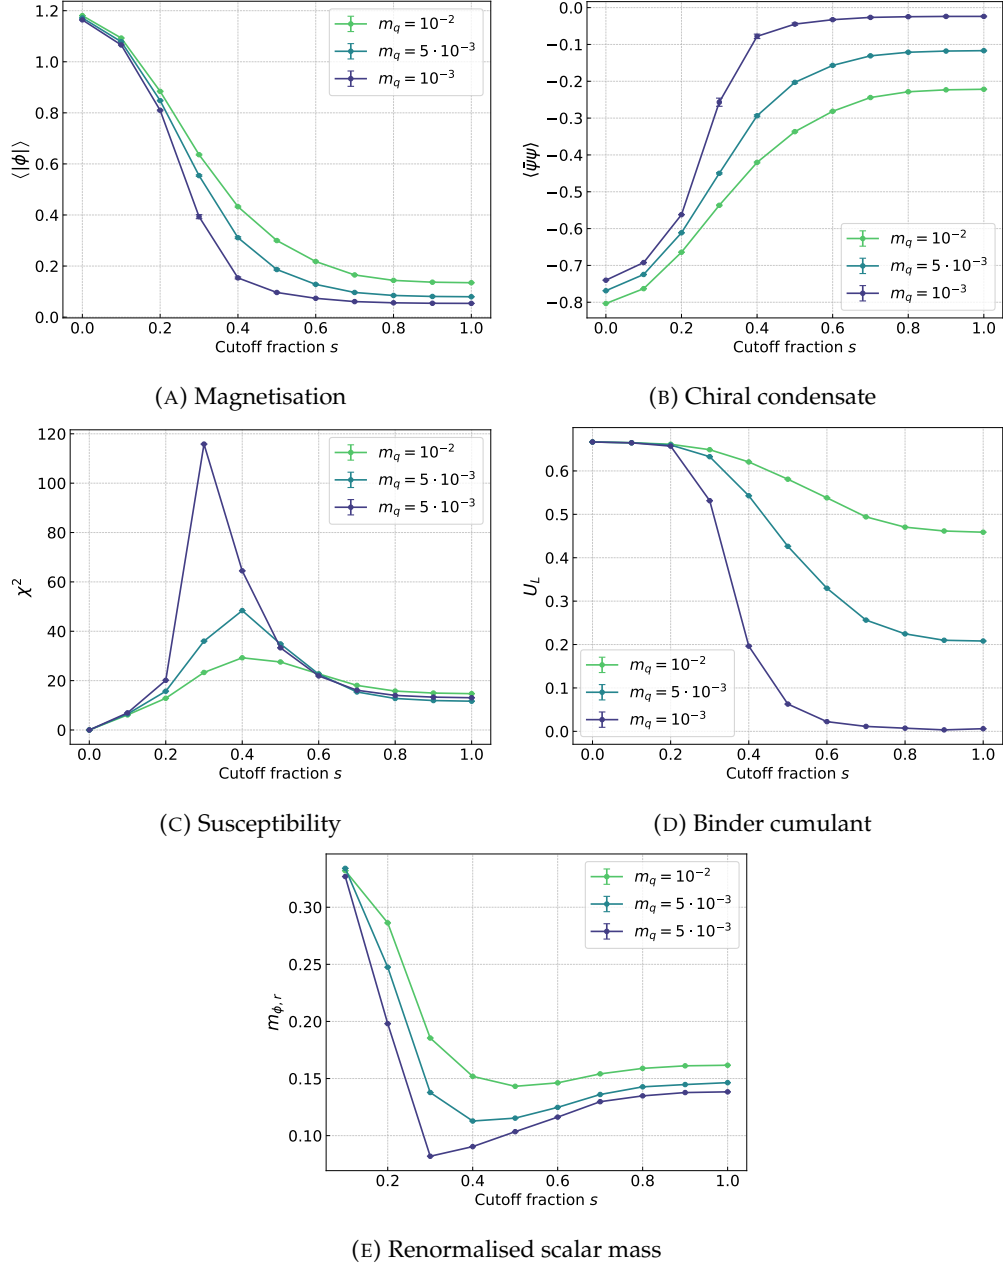 1.2
1.0
0.8
0.6
0.4
0.2
0.0
⟨|ϕ|⟩
m_q = 10^{-2}
m_q = 5 · 10^{-3}
m_q = 10^{-3}
0.0 0.2 0.4 0.6 0.8 1.0
Cutoff fraction s
(A) Magnetisation
0.0
−0.1
−0.2
−0.3
−0.4
−0.5
−0.6
−0.7
−0.8
⟨ψ̄ψ⟩
m_q = 10^{-2}
m_q = 5 · 10^{-3}
m_q = 10^{-3}
0.0 0.2 0.4 0.6 0.8 1.0
Cutoff fraction s
(B) Chiral condensate
120
100
80
60
40
20
0
χ^2
m_q = 10^{-2}
m_q = 5 · 10^{-3}
m_q = 5 · 10^{-3}
0.0 0.2 0.4 0.6 0.8 1.0
Cutoff fraction s
(C) Susceptibility
0.6
0.5
0.4
0.3
0.2
0.1
0.0
U_L
m_q = 10^{-2}
m_q = 5 · 10^{-3}
m_q = 10^{-3}
0.0 0.2 0.4 0.6 0.8 1.0
Cutoff fraction s
(D) Binder cumulant
0.30
0.25
0.20
0.15
0.10
m_{ϕ,r}
m_q = 10^{-2}
m_q = 5 · 10^{-3}
m_q = 5 · 10^{-3}
0.2 0.4 0.6 0.8 1.0
Cutoff fraction s
(E) Renormalised scalar mass